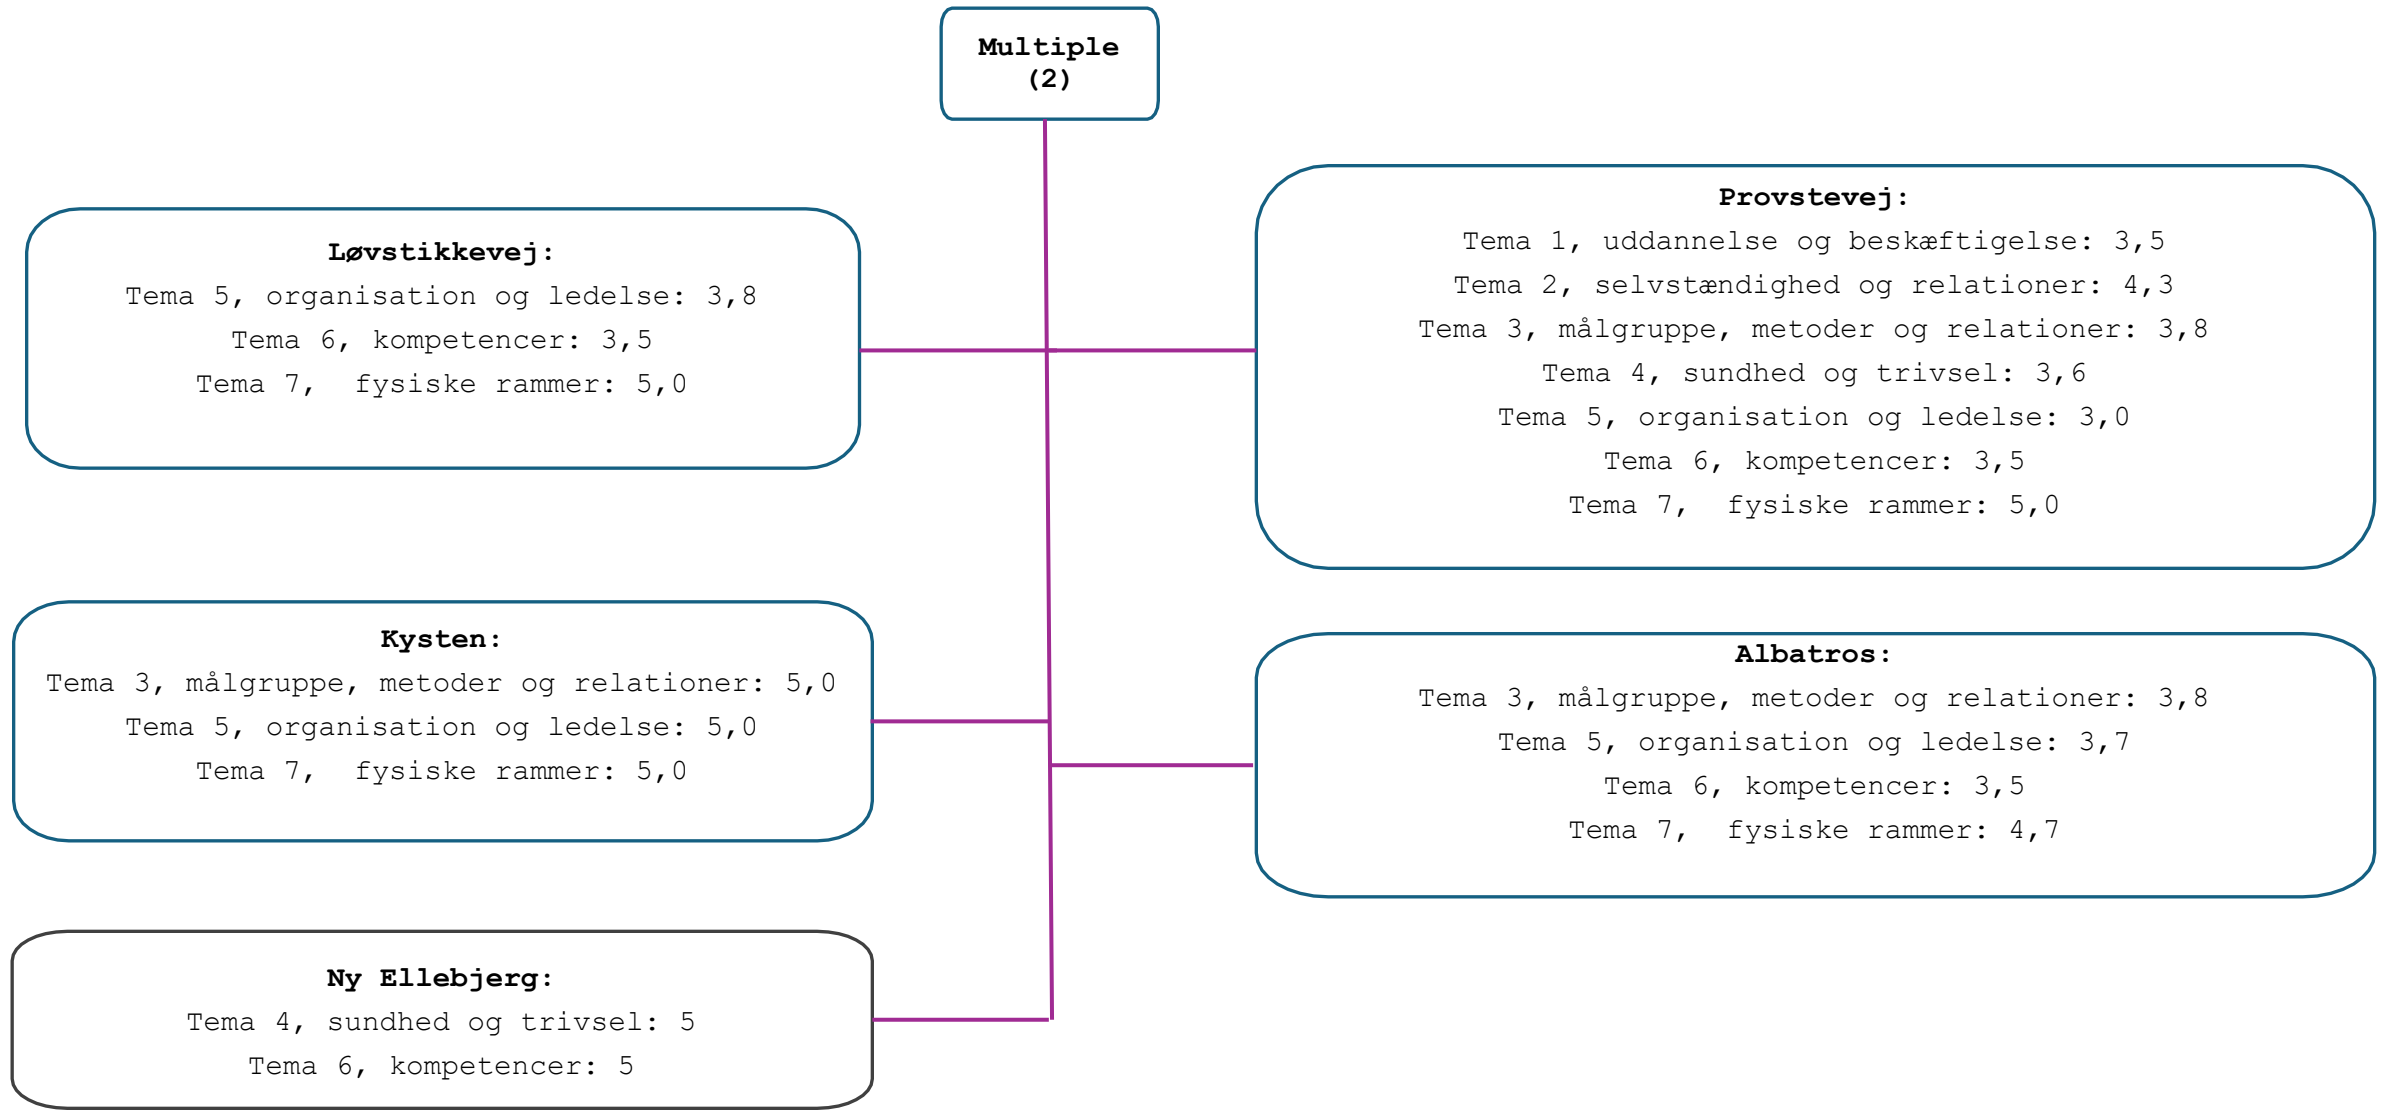 Multiple
(2)
Løvstikkevej:
Tema 5, organisation og ledelse: 3,8
Tema 6, kompetencer: 3,5
Tema 7,  fysiske rammer: 5,0
Provstevej:
Tema 1, uddannelse og beskæftigelse: 3,5
Tema 2, selvstændighed og relationer: 4,3
Tema 3, målgruppe, metoder og relationer: 3,8
Tema 4, sundhed og trivsel: 3,6
Tema 5, organisation og ledelse: 3,0
Tema 6, kompetencer: 3,5
Tema 7,  fysiske rammer: 5,0
Kysten:
Tema 3, målgruppe, metoder og relationer: 5,0
Tema 5, organisation og ledelse: 5,0
Tema 7,  fysiske rammer: 5,0
Albatros:
Tema 3, målgruppe, metoder og relationer: 3,8
Tema 5, organisation og ledelse: 3,7
Tema 6, kompetencer: 3,5
Tema 7,  fysiske rammer: 4,7
Ny Ellebjerg:
Tema 4, sundhed og trivsel: 5
Tema 6, kompetencer: 5